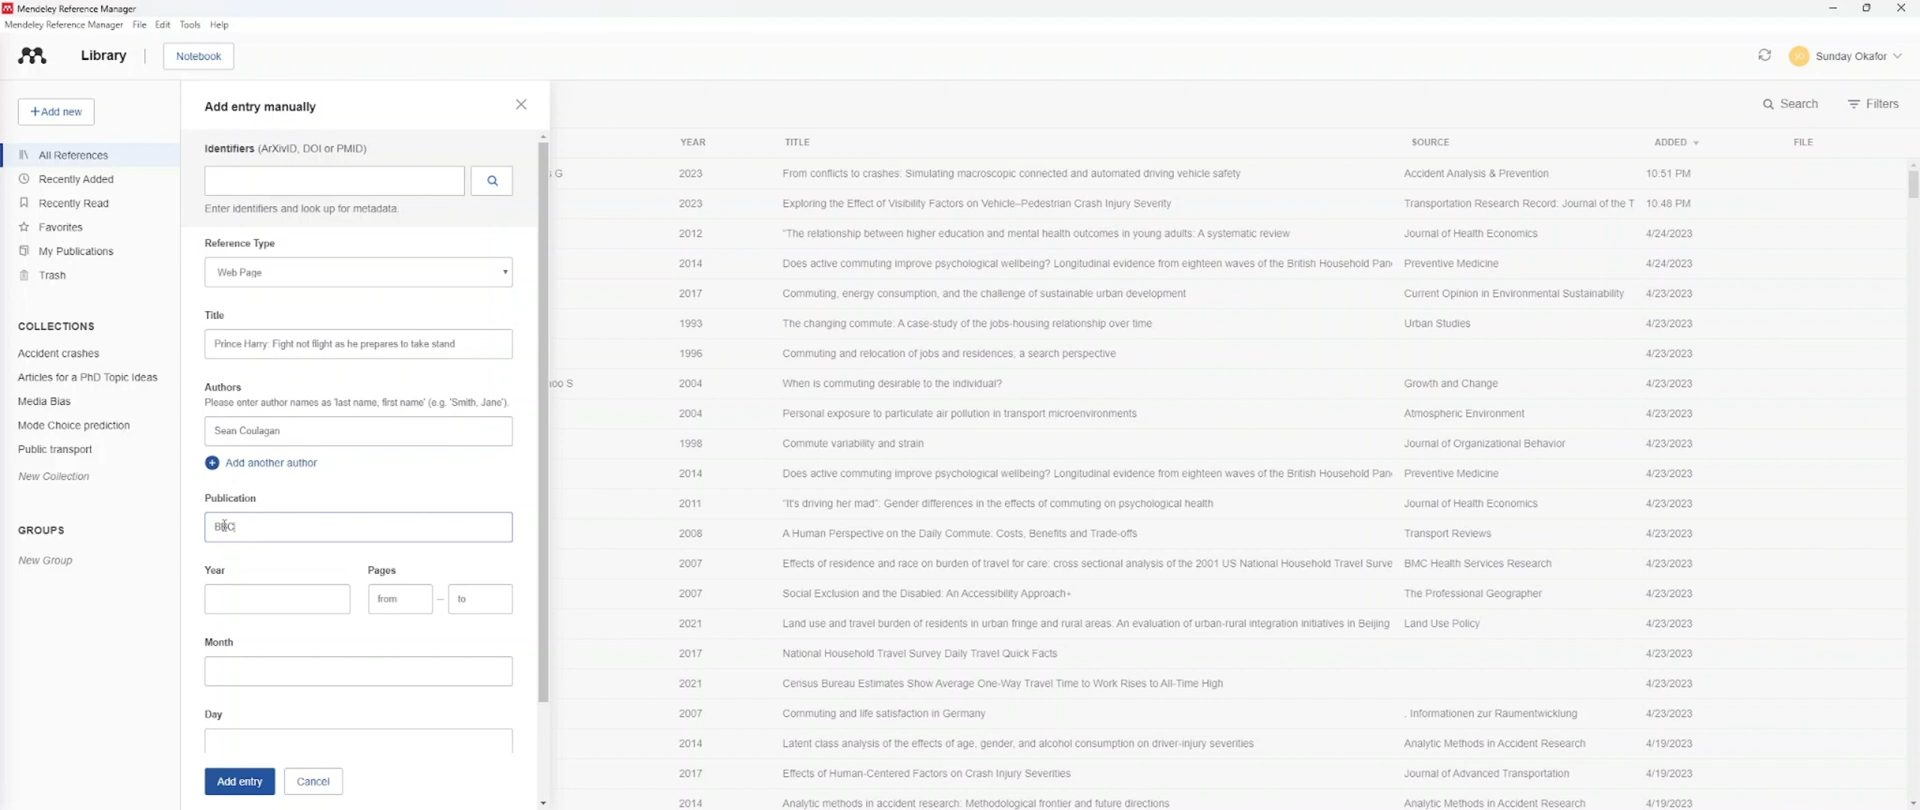 Mendeley Reference Manager
Mendeley Reference Manager File Edit Tools Help
Library Notebook Sunday Okafor
+Add new
All References
Recently Added
Recently Read
Favorites
My Publications
Trash
COLLECTIONS
Accident crashes
Articles for a PhD Topic Ideas
Media Bias
Mode Choice prediction
Public transport
New Collection
GROUPS
New Group
Add entry manually
Identifiers (ArXivID, DOI or PMID)
Enter identifiers and look up for metadata.
Reference Type
Web Page
Title
Prince Harry: Fight not flight as he prepares to take stand
Authors
Please enter author names as 'last name, first name' (e.g. 'Smith, Jane').
Sean Coulagan
Add another author
Publication
BBC
Year Pages
from – to
Month
Day
Add entry Cancel
Search Filters
YEAR TITLE SOURCE ADDED FILE
G 2023 From conflicts to crashes: Simulating macroscopic connected and automated driving vehicle safety Accident Analysis & Prevention 10:51 PM
2023 Exploring the Effect of Visibility Factors on Vehicle–Pedestrian Crash Injury Severity Transportation Research Record: Journal of the T 10:48 PM
2012 "The relationship between higher education and mental health outcomes in young adults: A systematic review Journal of Health Economics 4/24/2023
2014 Does active commuting improve psychological wellbeing? Longitudinal evidence from eighteen waves of the British Household Pan Preventive Medicine 4/24/2023
2017 Commuting, energy consumption, and the challenge of sustainable urban development Current Opinion in Environmental Sustainability 4/23/2023
1993 The changing commute: A case-study of the jobs-housing relationship over time Urban Studies 4/23/2023
1996 Commuting and relocation of jobs and residences, a search perspective 4/23/2023
oo S 2004 When is commuting desirable to the individual? Growth and Change 4/23/2023
2004 Personal exposure to particulate air pollution in transport microenvironments Atmospheric Environment 4/23/2023
1998 Commute variability and strain Journal of Organizational Behavior 4/23/2023
2014 Does active commuting improve psychological wellbeing? Longitudinal evidence from eighteen waves of the British Household Pan Preventive Medicine 4/23/2023
2011 "It's driving her mad": Gender differences in the effects of commuting on psychological health Journal of Health Economics 4/23/2023
2008 A Human Perspective on the Daily Commute: Costs, Benefits and Trade-offs Transport Reviews 4/23/2023
2007 Effects of residence and race on burden of travel for care: cross sectional analysis of the 2001 US National Household Travel Surve BMC Health Services Research 4/23/2023
2007 Social Exclusion and the Disabled: An Accessibility Approach∗ The Professional Geographer 4/23/2023
2021 Land use and travel burden of residents in urban fringe and rural areas: An evaluation of urban-rural integration initiatives in Beijing Land Use Policy 4/23/2023
2017 National Household Travel Survey Daily Travel Quick Facts 4/23/2023
2021 Census Bureau Estimates Show Average One-Way Travel Time to Work Rises to All-Time High 4/23/2023
2007 Commuting and life satisfaction in Germany . Informationen zur Raumentwicklung 4/23/2023
2014 Latent class analysis of the effects of age, gender, and alcohol consumption on driver-injury severities Analytic Methods in Accident Research 4/19/2023
2017 Effects of Human-Centered Factors on Crash Injury Severities Journal of Advanced Transportation 4/19/2023
2014 Analytic methods in accident research: Methodological frontier and future directions Analytic Methods in Accident Research 4/19/2023